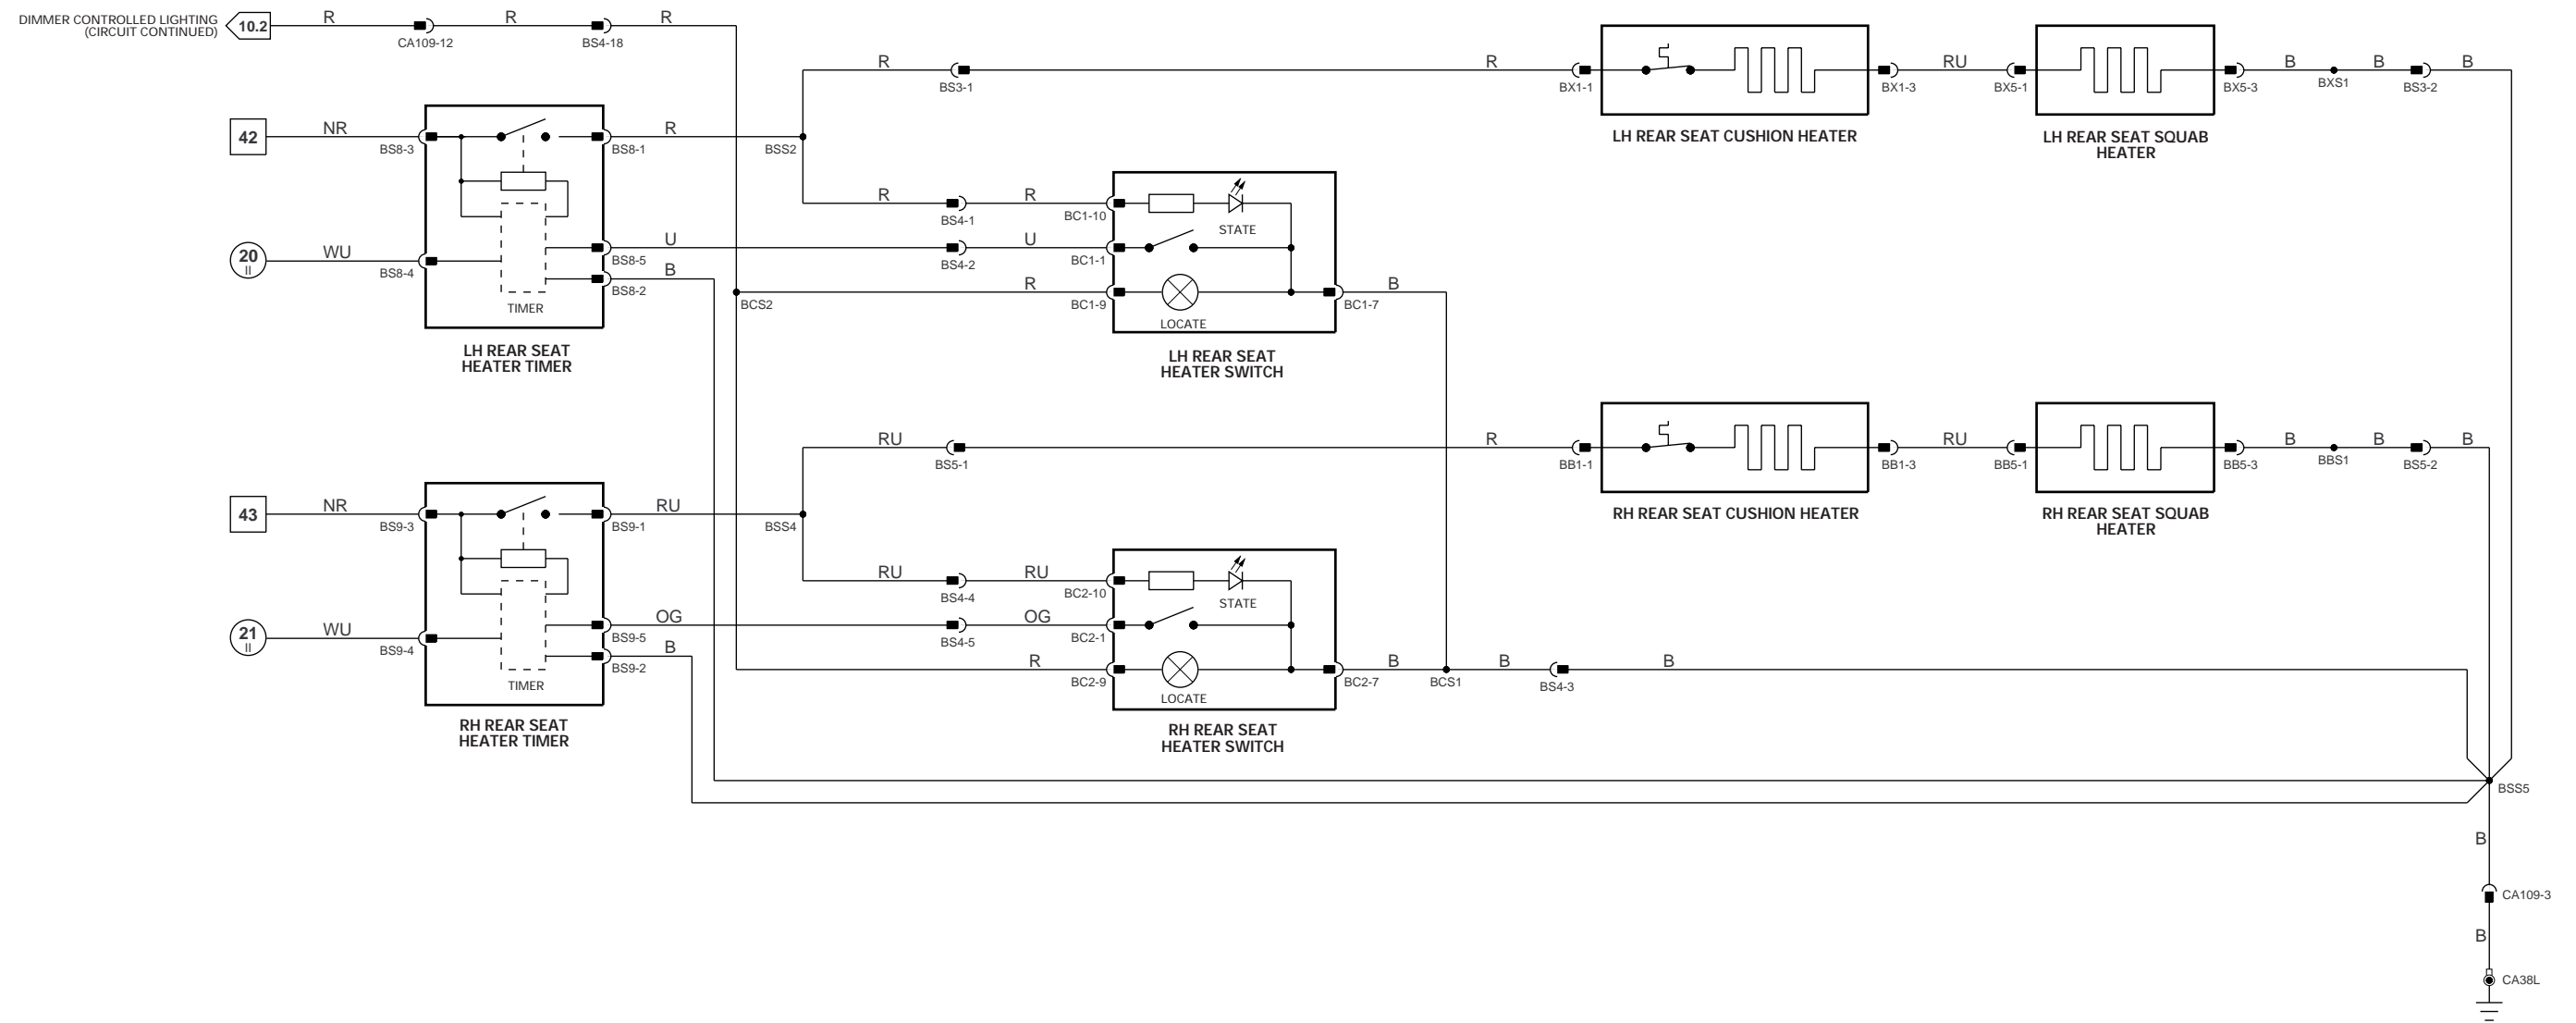 DIMMER CONTROLLED LIGHTING
(CIRCUIT CONTINUED)
10.2
R
CA109-12
R
BS4-18
R
R
BS3-1
R
BX1-1
LH REAR SEAT CUSHION HEATER
BX1-3
RU
BX5-1
LH REAR SEAT SQUAB
HEATER
BX5-3
B
BXS1
B
BS3-2
B
42
NR
BS8-3
BS8-1
R
BSS2
R
BS4-1
R
BC1-10
STATE
20
II
WU
BS8-4
TIMER
BS8-5
U
BS4-2
U
BC1-1
BS8-2
B
BCS2
R
BC1-9
LOCATE
BC1-7
B
LH REAR SEAT
HEATER TIMER
LH REAR SEAT
HEATER SWITCH
RU
BS5-1
R
BB1-1
RH REAR SEAT CUSHION HEATER
BB1-3
RU
BB5-1
RH REAR SEAT SQUAB
HEATER
BB5-3
B
BBS1
B
BS5-2
B
43
NR
BS9-3
BS9-1
RU
BSS4
RU
BS4-4
RU
BC2-10
STATE
21
II
WU
BS9-4
TIMER
BS9-5
OG
BS4-5
OG
BC2-1
BS9-2
B
R
BC2-9
LOCATE
BC2-7
B
BCS1
B
BS4-3
B
RH REAR SEAT
HEATER TIMER
RH REAR SEAT
HEATER SWITCH
BSS5
B
CA109-3
B
CA38L